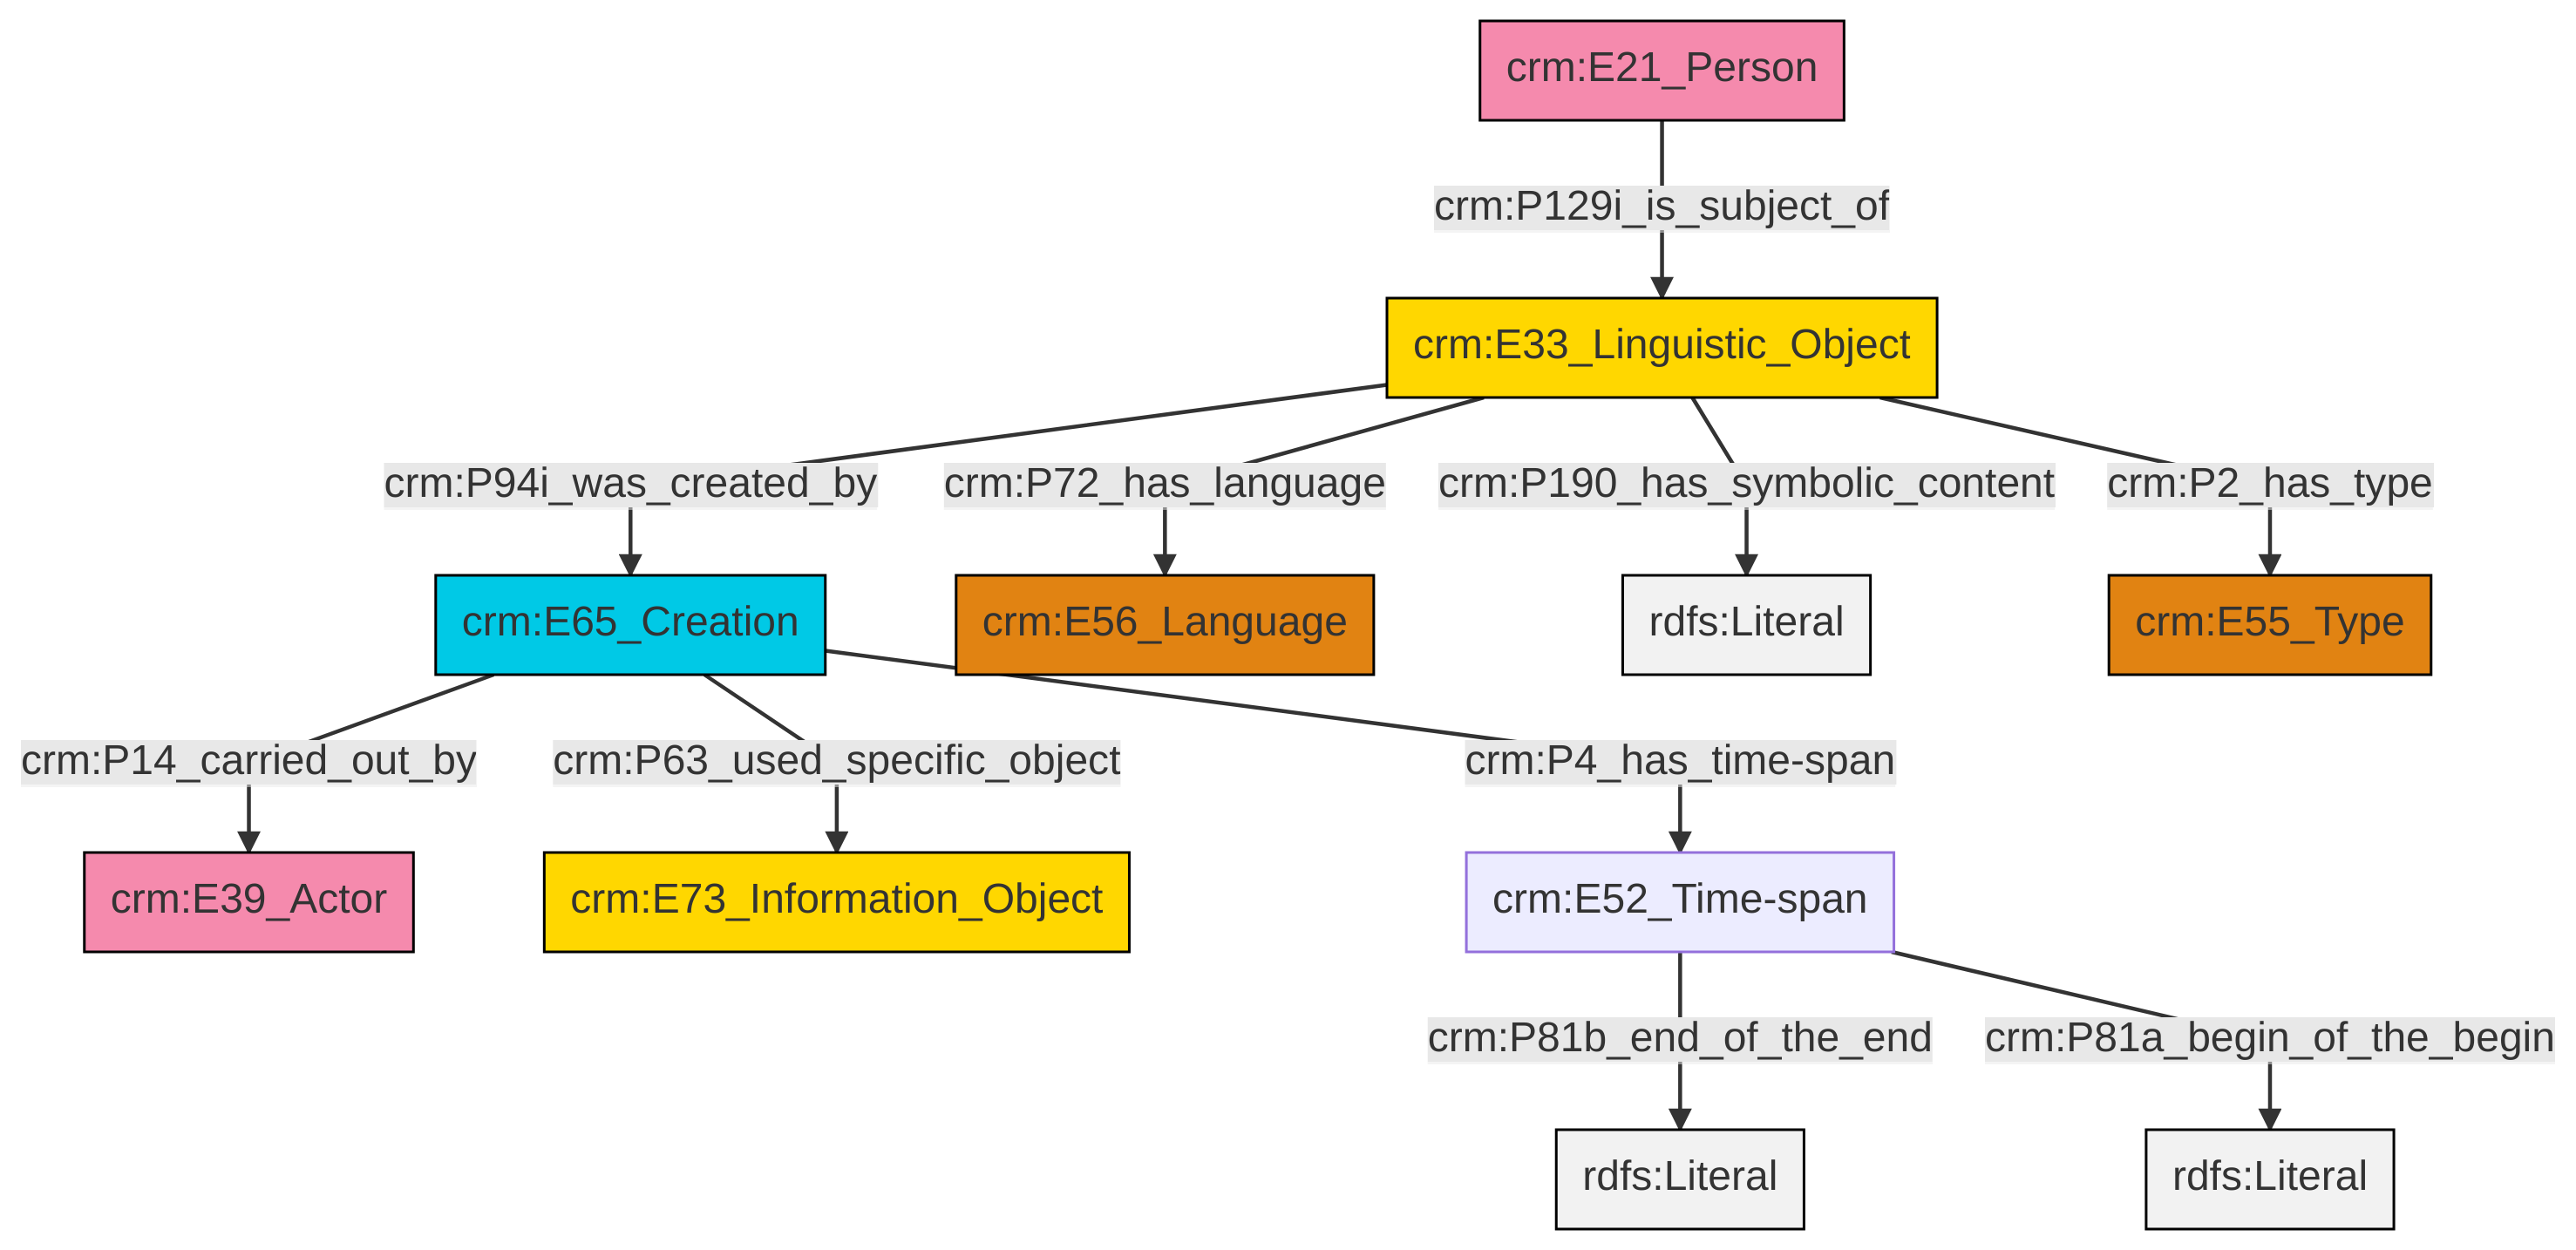 crm:E21_Person
crm:P129i_is_subject_of
crm:E33_Linguistic_Object
crm:P94i_was_created_by
crm:P72_has_language
crm:P190_has_symbolic_content
crm:P2_has_type
crm:E65_Creation
crm:E56_Language
rdfs:Literal
crm:E55_Type
crm:P14_carried_out_by
crm:P63_used_specific_object
crm:P4_has_time-span
crm:E39_Actor
crm:E73_Information_Object
crm:E52_Time-span
crm:P81b_end_of_the_end
crm:P81a_begin_of_the_begin
rdfs:Literal
rdfs:Literal